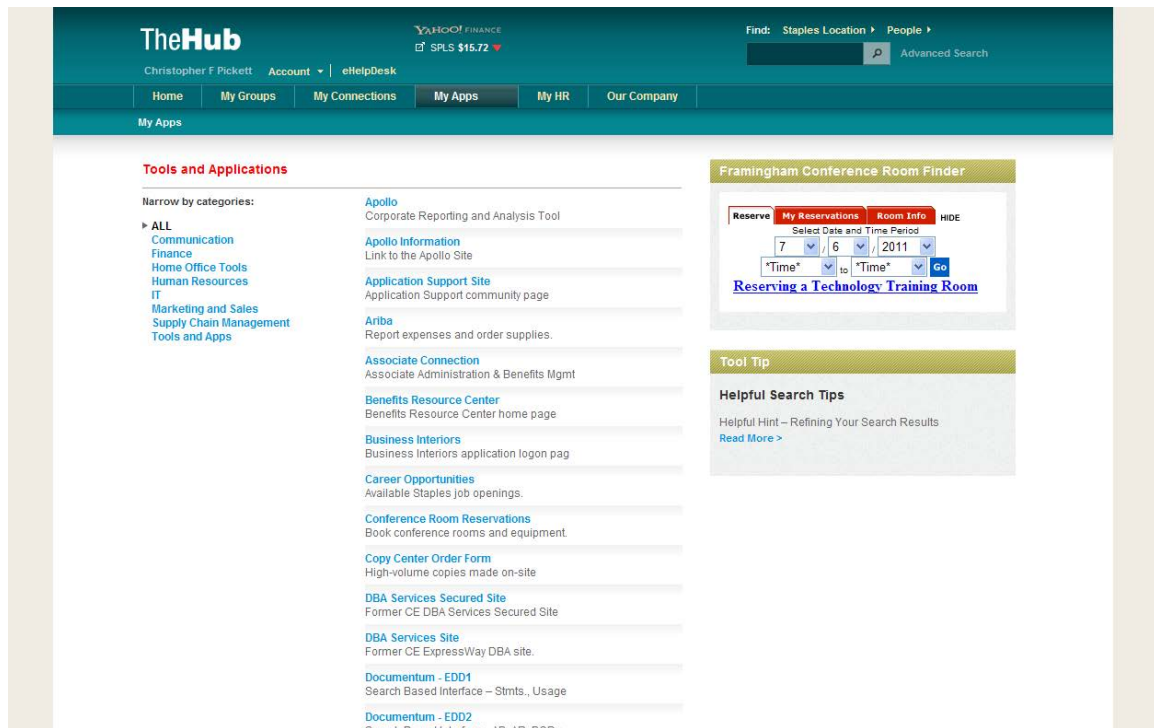 TheHub
YAHOO! FINANCE
SPLS $15.72
Find: Staples Location People
Advanced Search
Christopher F Pickett Account eHelpDesk
Home My Groups My Connections My Apps My HR Our Company
My Apps
Tools and Applications
Narrow by categories:
ALL
Communication
Finance
Home Office Tools
Human Resources
IT
Marketing and Sales
Supply Chain Management
Tools and Apps
Apollo
Corporate Reporting and Analysis Tool
Apollo Information
Link to the Apollo Site
Application Support Site
Application Support community page
Ariba
Report expenses and order supplies.
Associate Connection
Associate Administration & Benefits Mgmt
Benefits Resource Center
Benefits Resource Center home page
Business Interiors
Business Interiors application logon pag
Career Opportunities
Available Staples job openings.
Conference Room Reservations
Book conference rooms and equipment.
Copy Center Order Form
High-volume copies made on-site
DBA Services Secured Site
Former CE DBA Services Secured Site
DBA Services Site
Former CE ExpressWay DBA site.
Documentum - EDD1
Search Based Interface – Stmts., Usage
Documentum - EDD2
Framingham Conference Room Finder
Reserve My Reservations Room Info HIDE
Select Date and Time Period
7 / 6 / 2011
*Time* to *Time* Go
Reserving a Technology Training Room
Tool Tip
Helpful Search Tips
Helpful Hint – Refining Your Search Results
Read More >